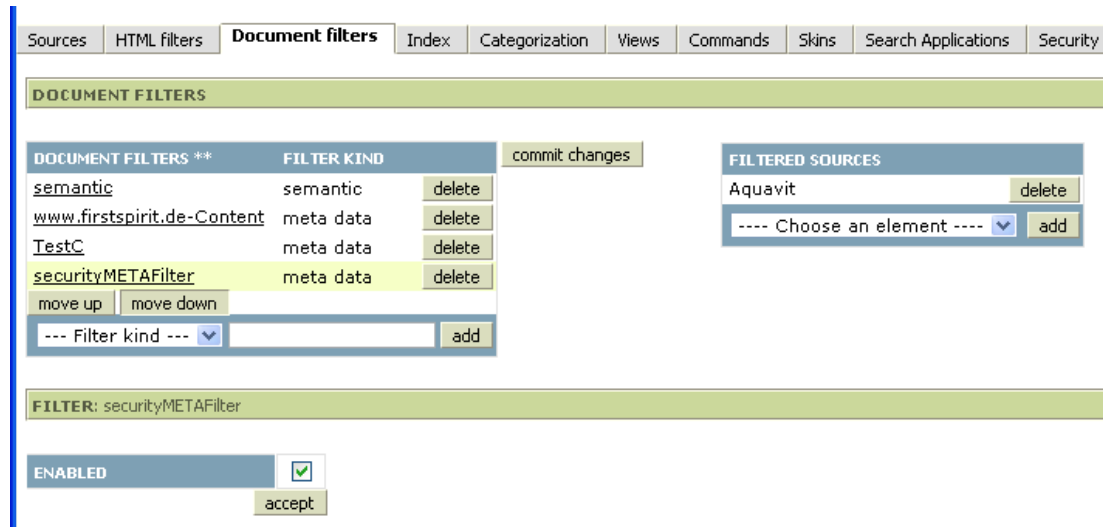 Sources HTML filters Document filters Index Categorization Views Commands Skins Search Applications Security
DOCUMENT FILTERS
DOCUMENT FILTERS ** FILTER KIND commit changes FILTERED SOURCES
semantic semantic delete Aquavit delete
www.firstspirit.de-Content meta data delete ---- Choose an element ---- add
TestC meta data delete
securityMETAFilter meta data delete
move up move down
--- Filter kind --- add
FILTER: securityMETAFilter
ENABLED
accept